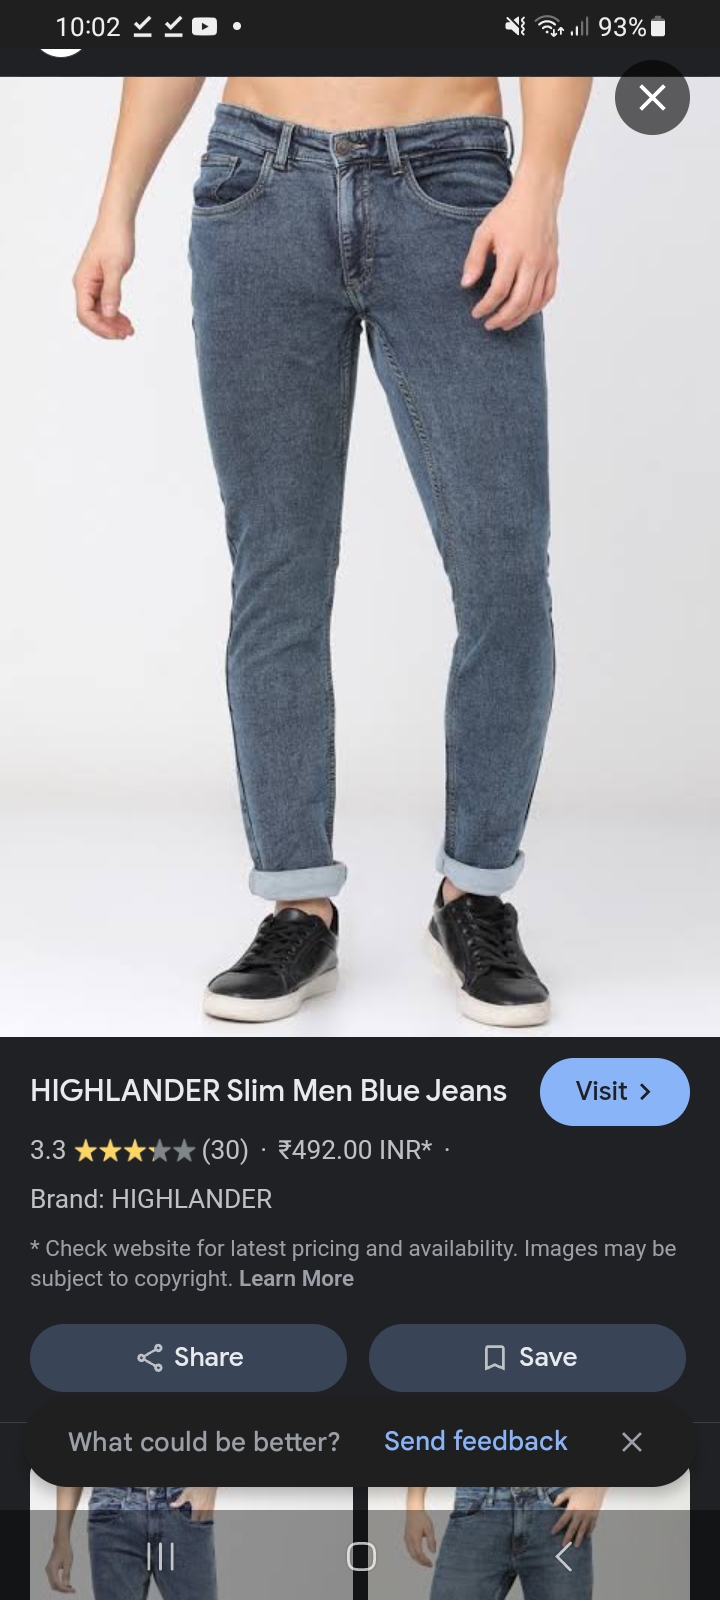 10:02
93%
HIGHLANDER Slim Men Blue Jeans
Visit
3.3 (30) · ₹492.00 INR* ·
Brand: HIGHLANDER
* Check website for latest pricing and availability. Images may be
subject to copyright. Learn More
Share
Save
What could be better? Send feedback